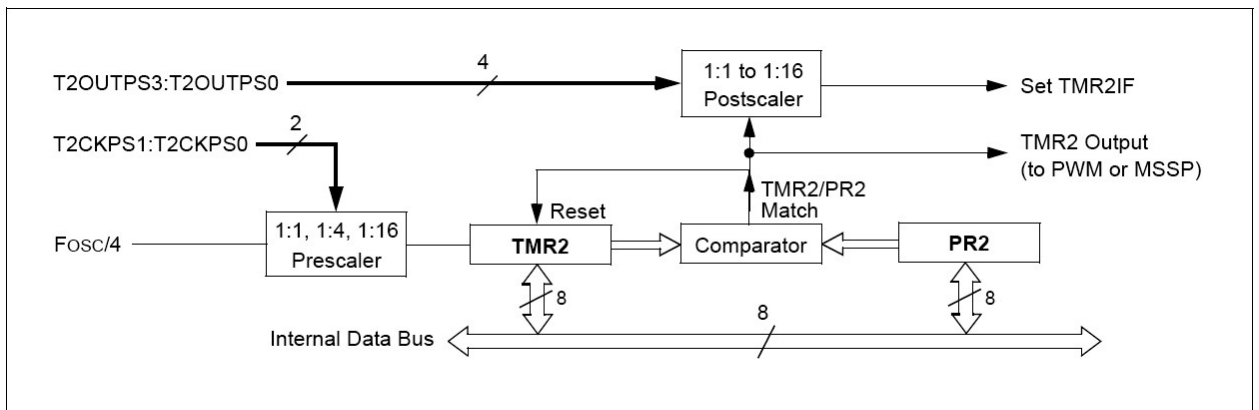 T2OUTPS3:T2OUTPS0
4
1:1 to 1:16
Postscaler
Set TMR2IF
T2CKPS1:T2CKPS0
2
TMR2 Output
(to PWM or MSSP)
Reset
TMR2/PR2
Match
FOSC/4
1:1, 1:4, 1:16
Prescaler
TMR2
Comparator
PR2
8
8
8
Internal Data Bus